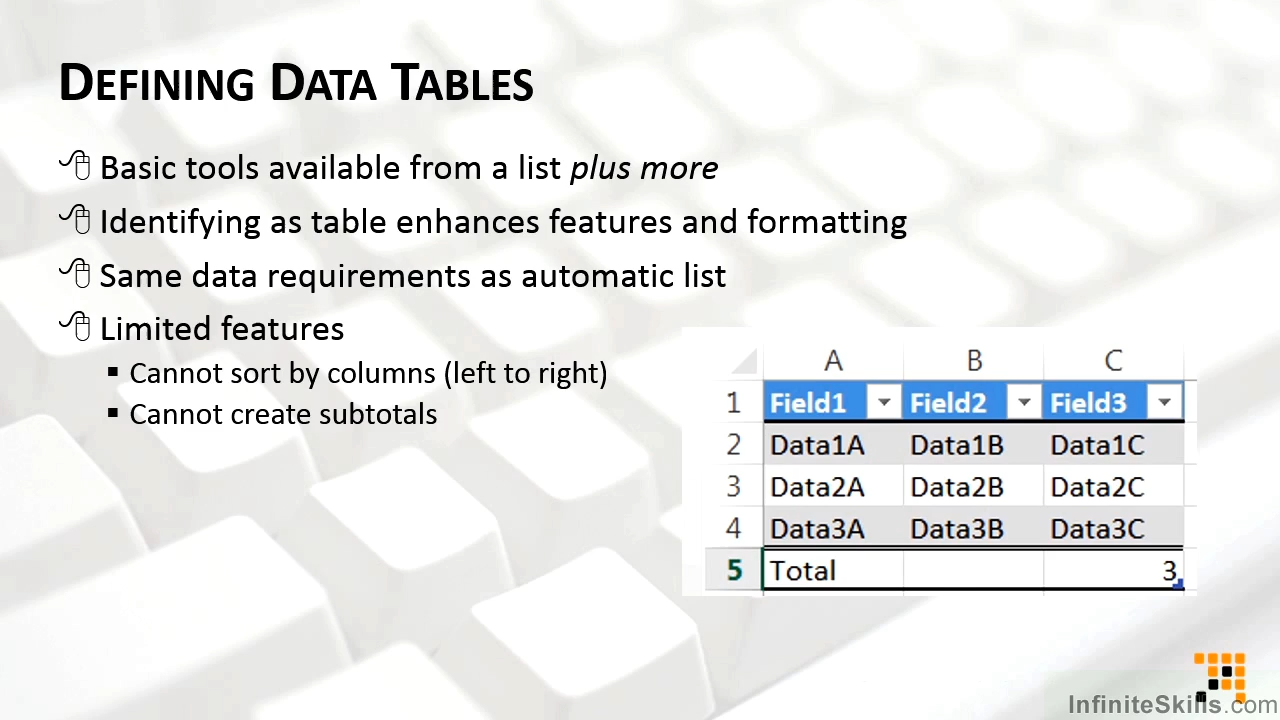 DEFINING DATA TABLES
Basic tools available from a list plus more
Identifying as table enhances features and formatting
Same data requirements as automatic list
Limited features
Cannot sort by columns (left to right)
Cannot create subtotals
A B C
1 Field1 Field2 Field3
2 Data1A Data1B Data1C
3 Data2A Data2B Data2C
4 Data3A Data3B Data3C
5 Total 3
InfiniteSkills.com